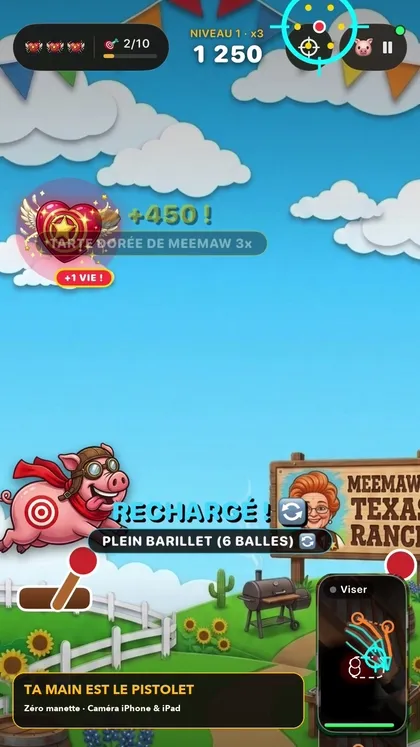 2/10
NIVEAU 1 · x3
1 250
+450 !
TARTE DORÉE DE MEEMAW 3x
+1 VIE !
MEEMAW
TEXAS
RANCH
RECHARGÉ !
PLEIN BARILLET (6 BALLES)
Viser
TA MAIN EST LE PISTOLET
Zéro manette · Caméra iPhone & iPad